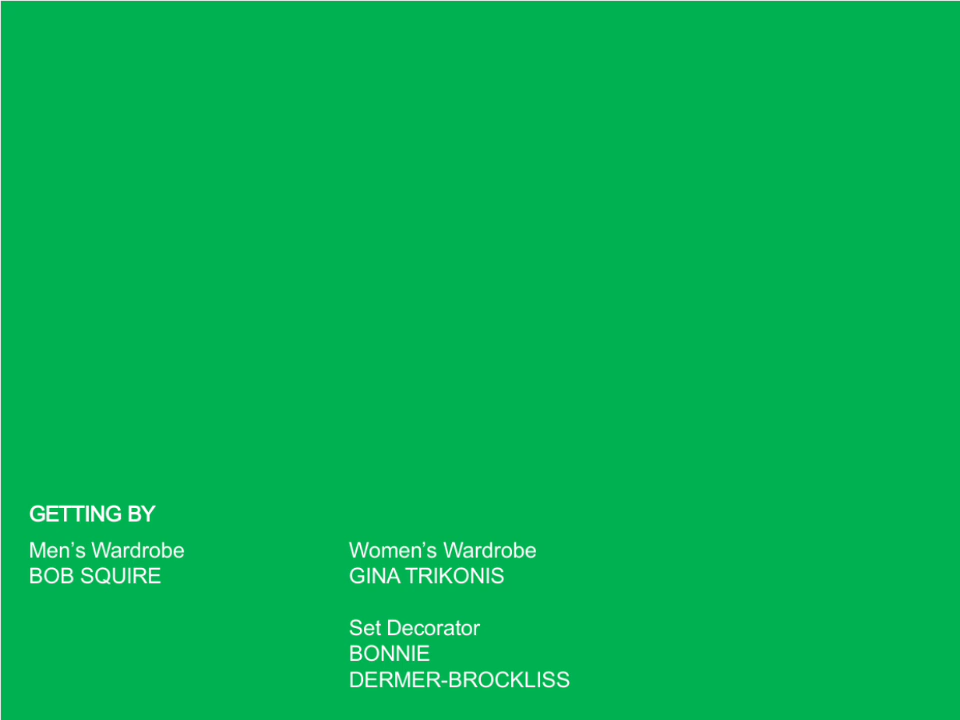 GETTING BY
Men’s Wardrobe
BOB SQUIRE
Women’s Wardrobe
GINA TRIKONIS
Set Decorator
BONNIE
DERMER-BROCKLISS